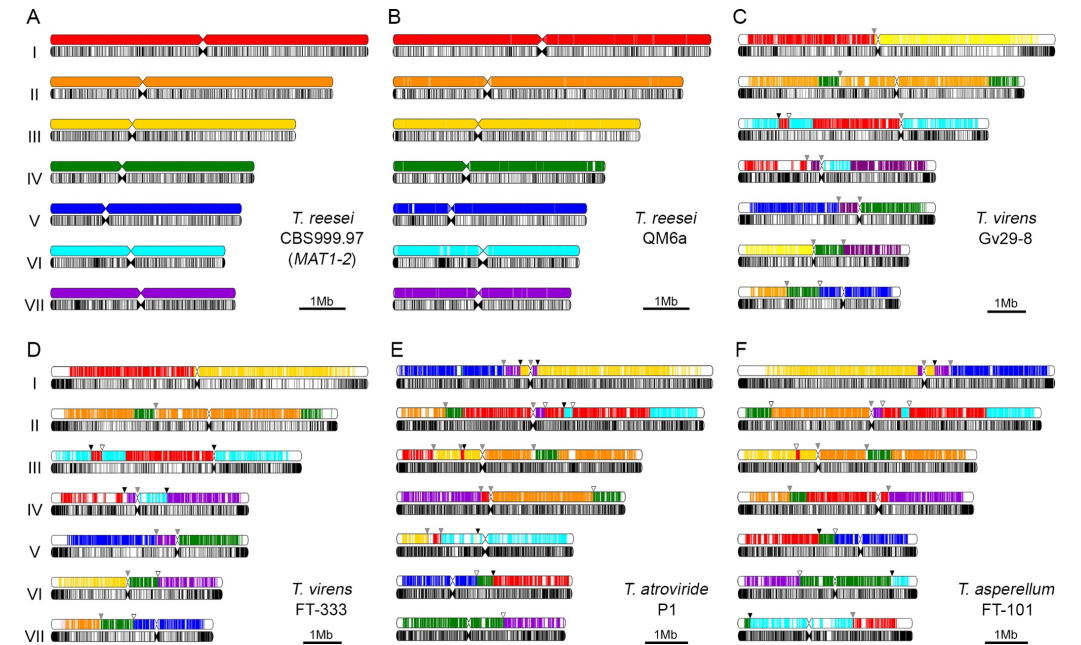 A
B
C
I
II
III
IV
V
VI
VII
T. reesei
CBS999.97
(MAT1-2)
1Mb
T. reesei
QM6a
1Mb
T. virens
Gv29-8
1Mb
D
E
F
I
II
III
IV
V
VI
VII
T. virens
FT-333
1Mb
T. atroviride
P1
1Mb
T. asperellum
FT-101
1Mb